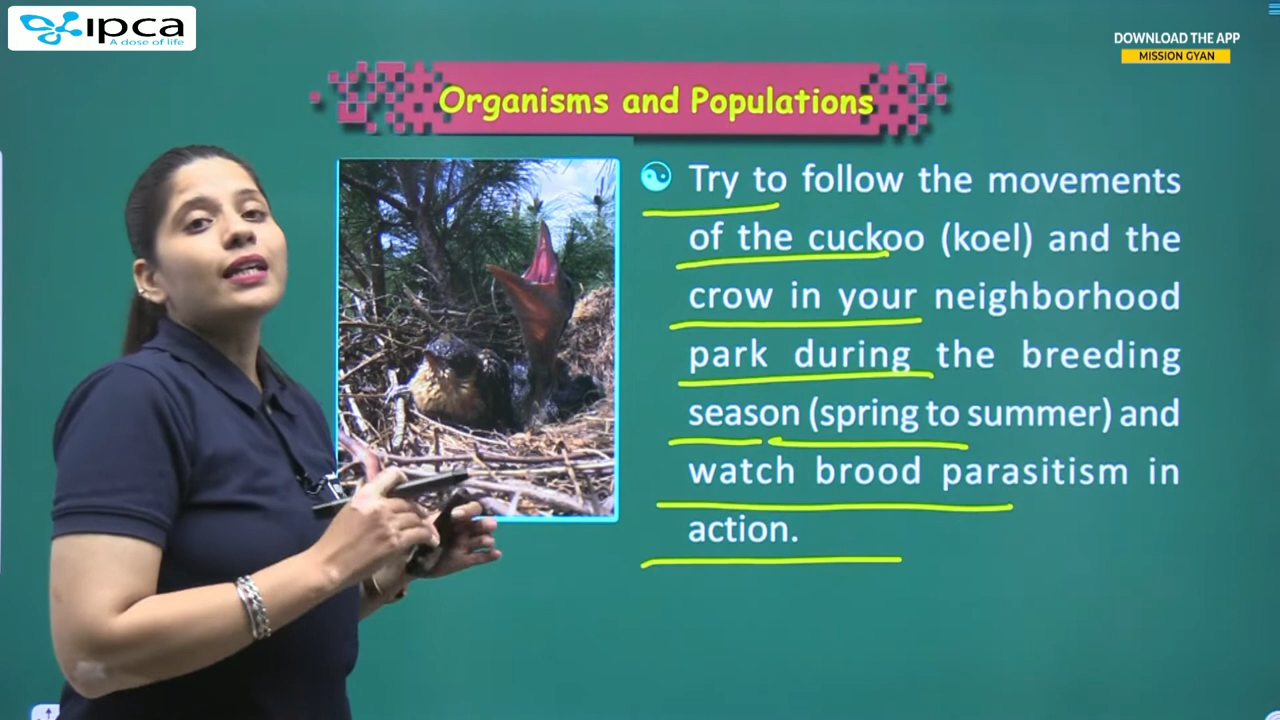 ipca
A dose of life
DOWNLOAD THE APP
MISSION GYAN
Organisms and Populations
Try to follow the movements
of the cuckoo (koel) and the
crow in your neighborhood
park during the breeding
season (spring to summer) and
watch brood parasitism in
action.